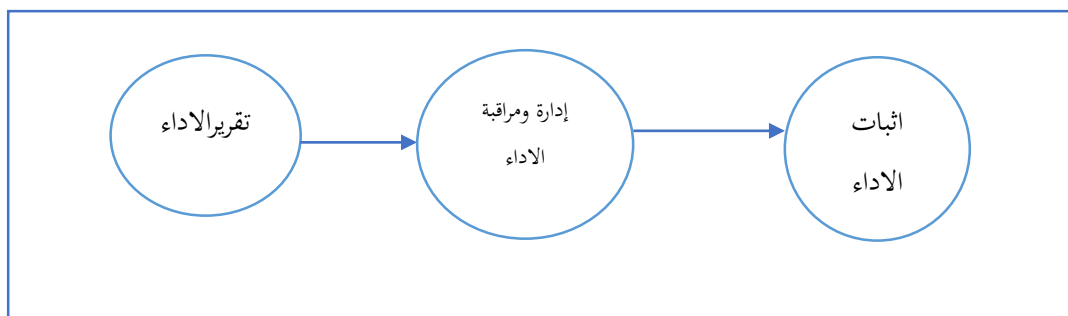 تقريرالاداء
إدارة ومراقبة
الاداء
اثبات
الاداء